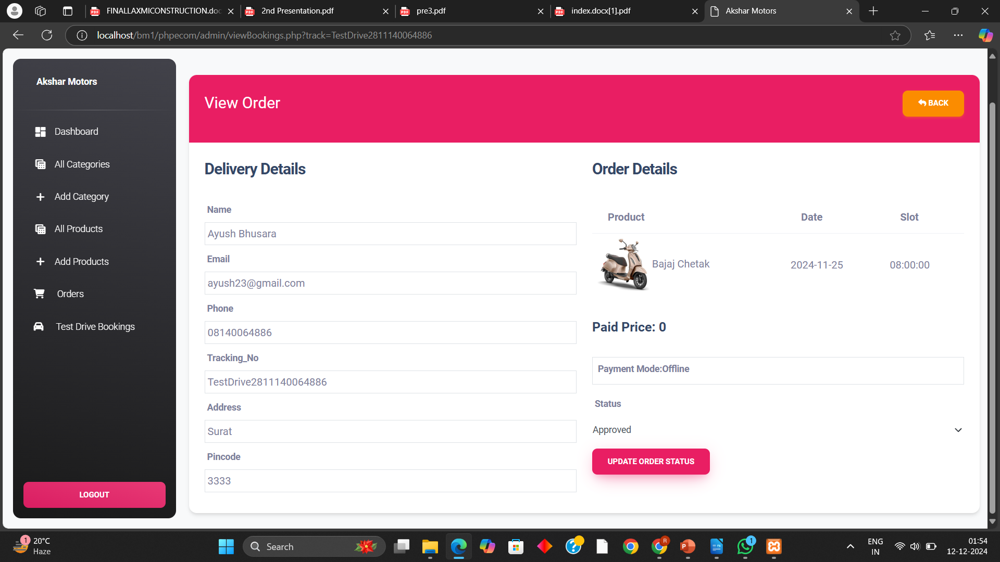 FINALLAXMICONSTRUCTION.doc
2nd Presentation.pdf
pre3.pdf
index.docx[1].pdf
Akshar Motors
localhost/bm1/phpecom/admin/viewBookings.php?track=TestDrive2811140064886
Akshar Motors
Dashboard
All Categories
Add Category
All Products
Add Products
Orders
Test Drive Bookings
LOGOUT
View Order
BACK
Delivery Details
Name
Ayush Bhusara
Email
ayush23@gmail.com
Phone
08140064886
Tracking_No
TestDrive2811140064886
Address
Surat
Pincode
3333
Order Details
Product Date Slot
Bajaj Chetak 2024-11-25 08:00:00
Paid Price: 0
Payment Mode:Offline
Status
Approved
UPDATE ORDER STATUS
1
20°C
Haze
Search
R
1
ENG
IN
01:54
12-12-2024